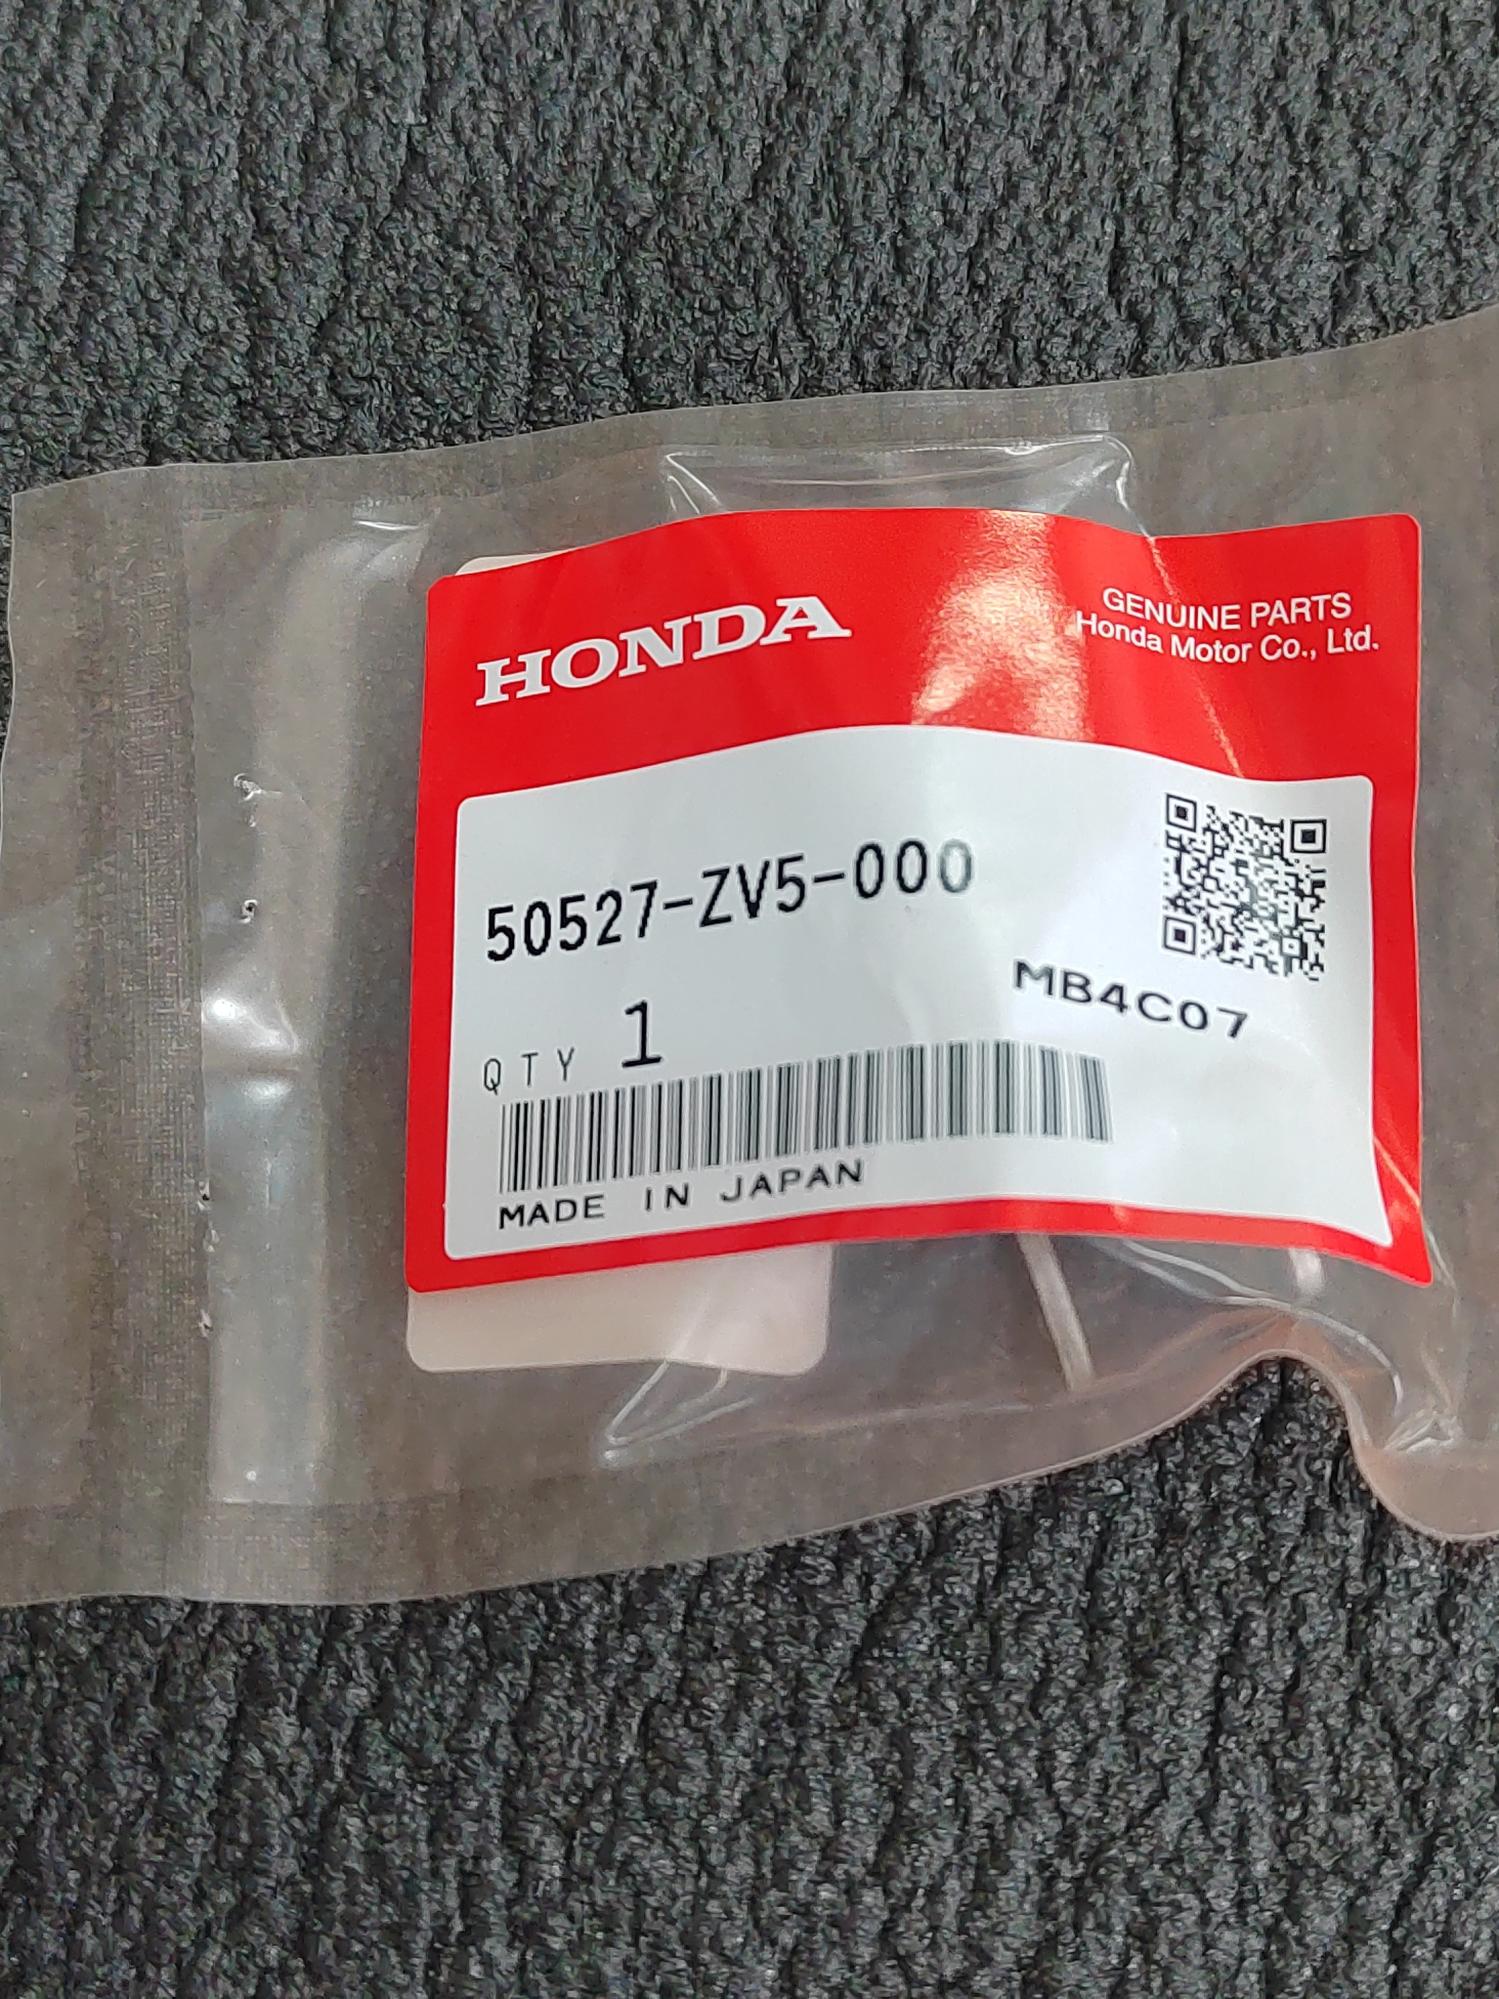 HONDA
GENUINE PARTS
Honda Motor Co., Ltd.
50527-ZV5-000
MB4C07
QTY 1
MADE IN JAPAN